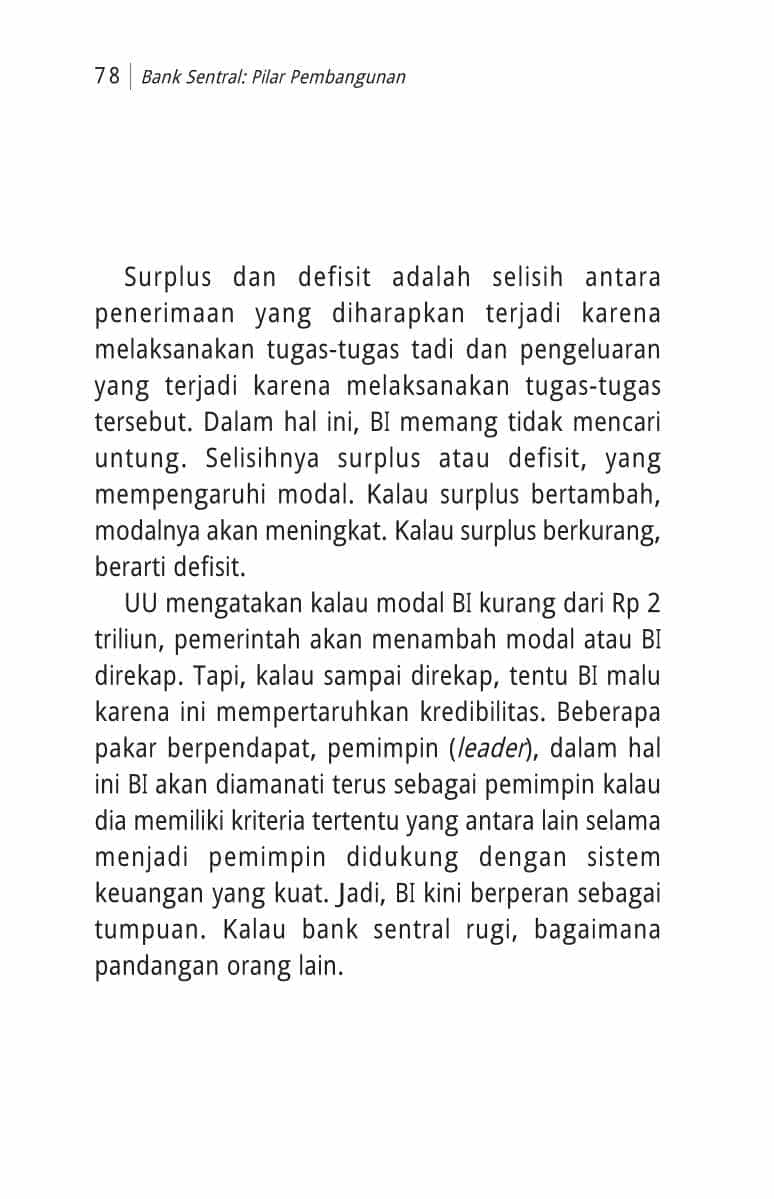 78 | Bank Sentral: Pilar Pembangunan
Surplus dan defisit adalah selisih antara
penerimaan yang diharapkan terjadi karena
melaksanakan tugas-tugas tadi dan pengeluaran
yang terjadi karena melaksanakan tugas-tugas
tersebut. Dalam hal ini, BI memang tidak mencari
untung. Selisihnya surplus atau defisit, yang
mempengaruhi modal. Kalau surplus bertambah,
modalnya akan meningkat. Kalau surplus berkurang,
berarti defisit.
UU mengatakan kalau modal BI kurang dari Rp 2
triliun, pemerintah akan menambah modal atau BI
direkap. Tapi, kalau sampai direkap, tentu BI malu
karena ini mempertaruhkan kredibilitas. Beberapa
pakar berpendapat, pemimpin (leader), dalam hal
ini BI akan diamanati terus sebagai pemimpin kalau
dia memiliki kriteria tertentu yang antara lain selama
menjadi pemimpin didukung dengan sistem
keuangan yang kuat. Jadi, BI kini berperan sebagai
tumpuan. Kalau bank sentral rugi, bagaimana
pandangan orang lain.